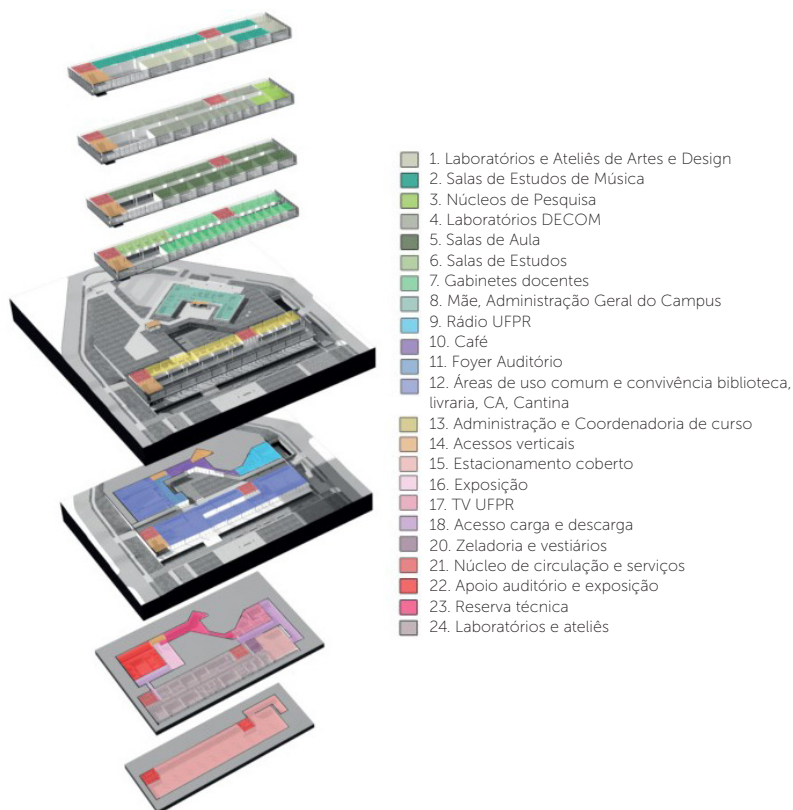 1. Laboratórios e Ateliês de Artes e Design
2. Salas de Estudos de Música
3. Núcleos de Pesquisa
4. Laboratórios DECOM
5. Salas de Aula
6. Salas de Estudos
7. Gabinetes docentes
8. Mãe, Administração Geral do Campus
9. Rádio UFPR
10. Café
11. Foyer Auditório
12. Áreas de uso comum e convivência biblioteca,
livraria, CA, Cantina
13. Administração e Coordenadoria de curso
14. Acessos verticais
15. Estacionamento coberto
16. Exposição
17. TV UFPR
18. Acesso carga e descarga
20. Zeladoria e vestiários
21. Núcleo de circulação e serviços
22. Apoio auditório e exposição
23. Reserva técnica
24. Laboratórios e ateliês